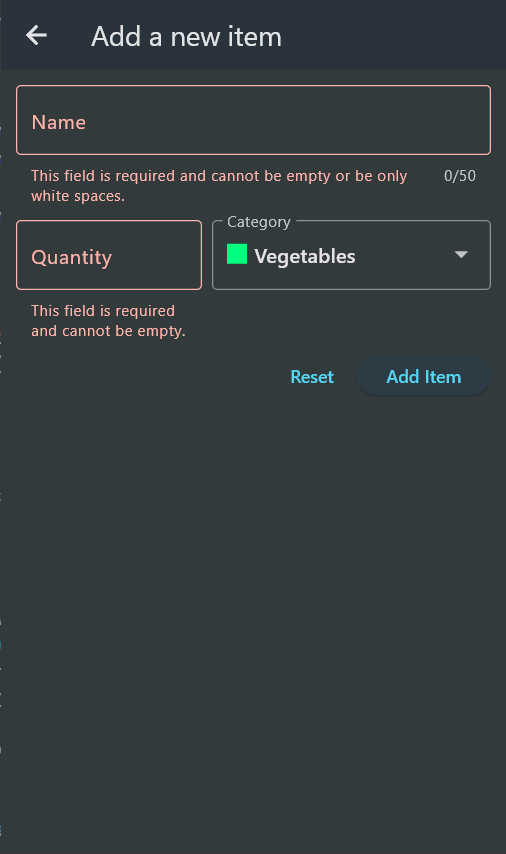 Add a new item
Name
This field is required and cannot be empty or be only
white spaces.
0/50
Quantity
Category
Vegetables
This field is required
and cannot be empty.
Reset
Add Item